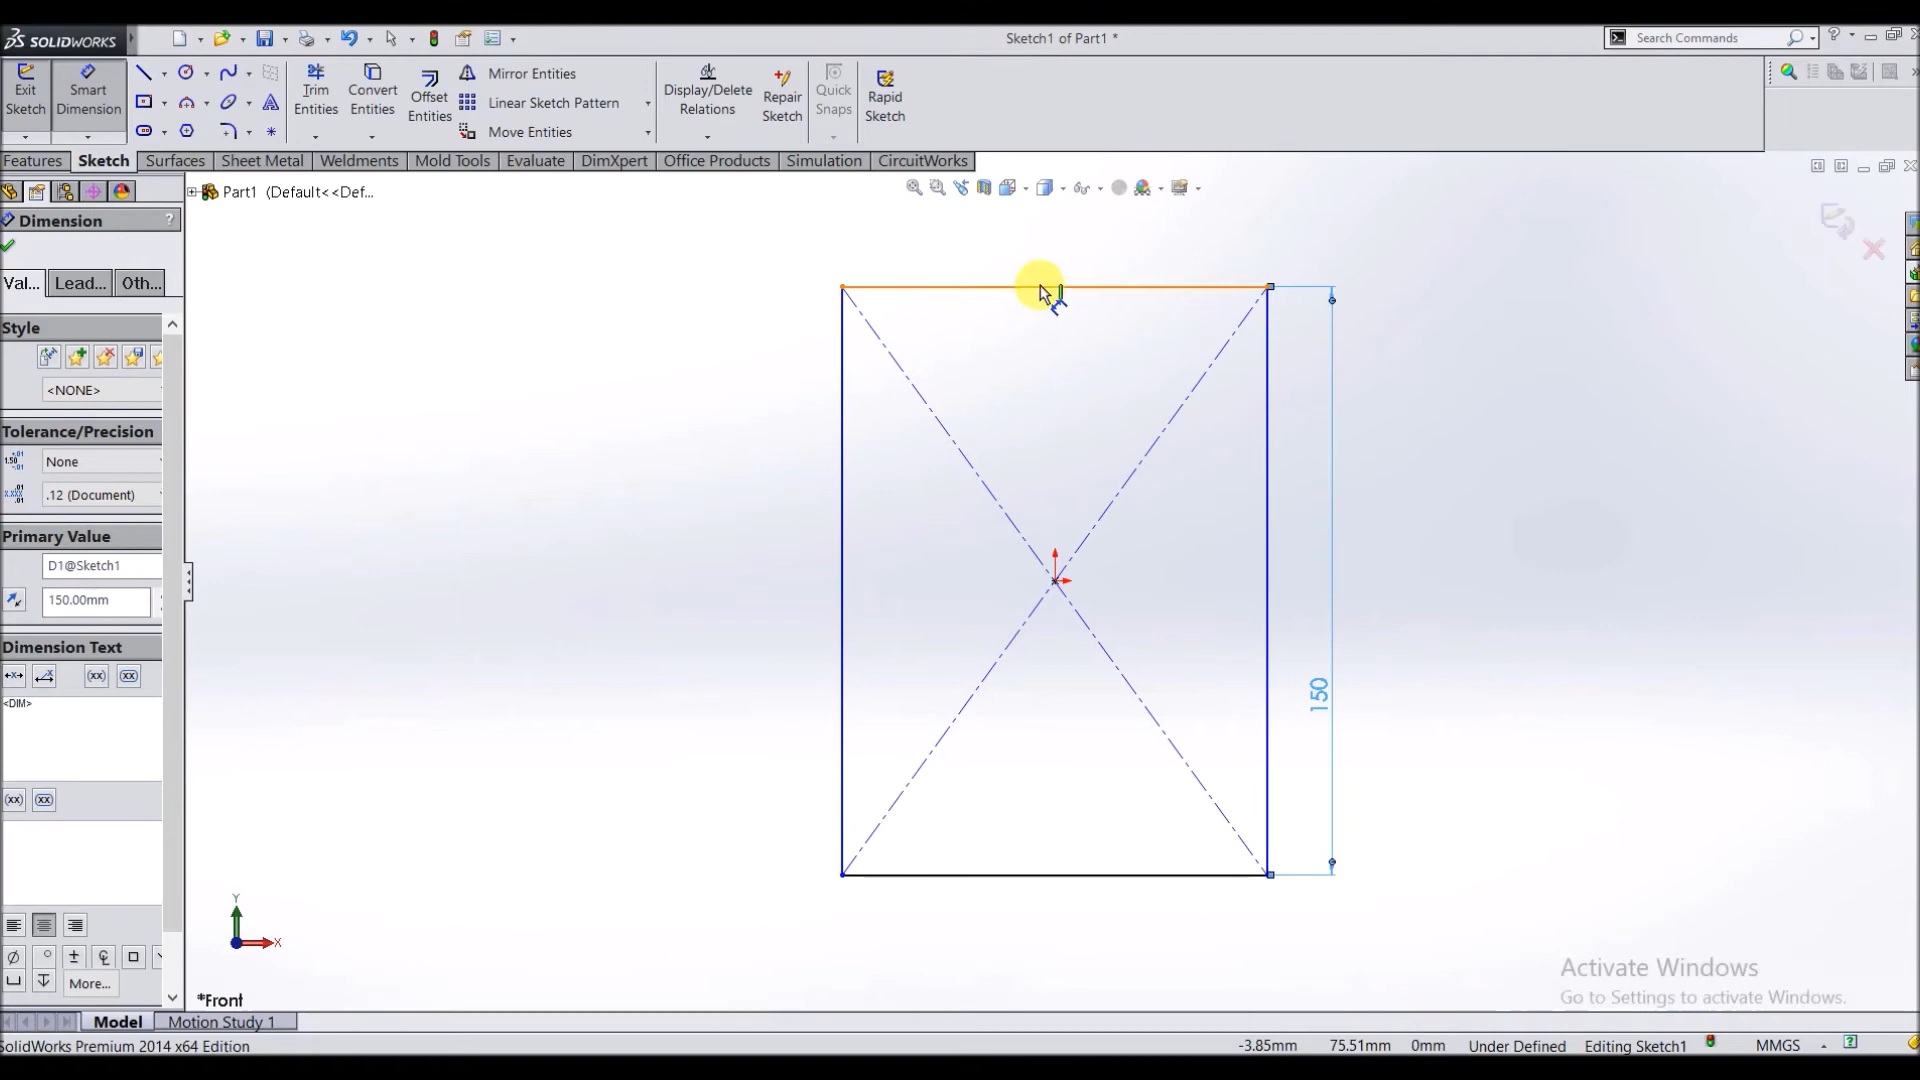 SOLIDWORKS
Sketch1 of Part1 *
Search Commands
Exit Sketch
Smart Dimension
Trim Entities
Convert Entities
Offset Entities
Mirror Entities
Linear Sketch Pattern
Move Entities
Display/Delete Relations
Repair Sketch
Quick Snaps
Rapid Sketch
Features Sketch Surfaces Sheet Metal Weldments Mold Tools Evaluate DimXpert Office Products Simulation CircuitWorks
Part1 (Default<<Def...
Dimension ?
Val... Lead... Oth...
Style
<NONE>
Tolerance/Precision
None
.12 (Document)
Primary Value
D1@Sketch1
150.00mm
Dimension Text
(xx) (xx)
<DIM>
(xx) (xx)
More...
150
Y
X
*Front
Activate Windows
Go to Settings to activate Windows.
Model Motion Study 1
SolidWorks Premium 2014 x64 Edition
-3.85mm 75.51mm 0mm Under Defined Editing Sketch1 MMGS